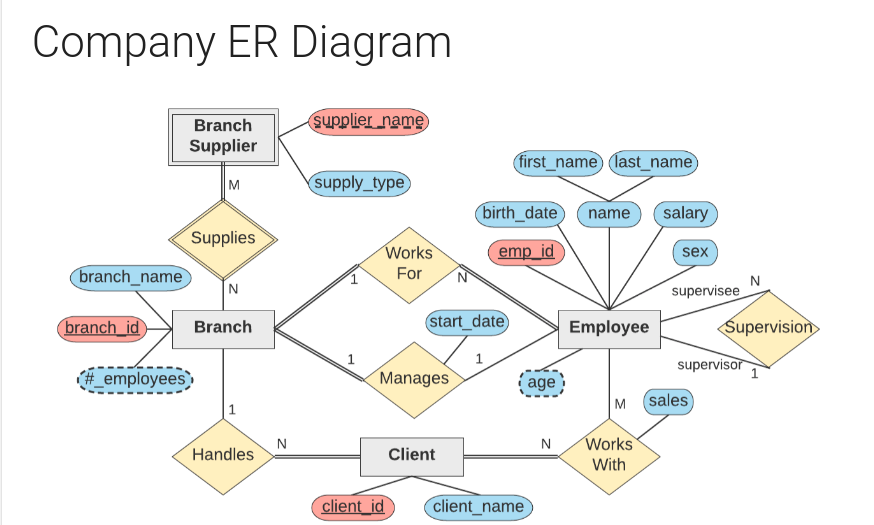 Company ER Diagram
Branch
Supplier
supplier_name
supply_type
M
Supplies
N
first_name
last_name
birth_date
name
salary
emp_id
sex
Works
For
1
N
branch_name
branch_id
#_employees
Branch
start_date
Employee
supervisee
N
Supervision
supervisor
1
1
Manages
1
age
M
sales
1
Handles
N
Client
N
Works
With
client_id
client_name